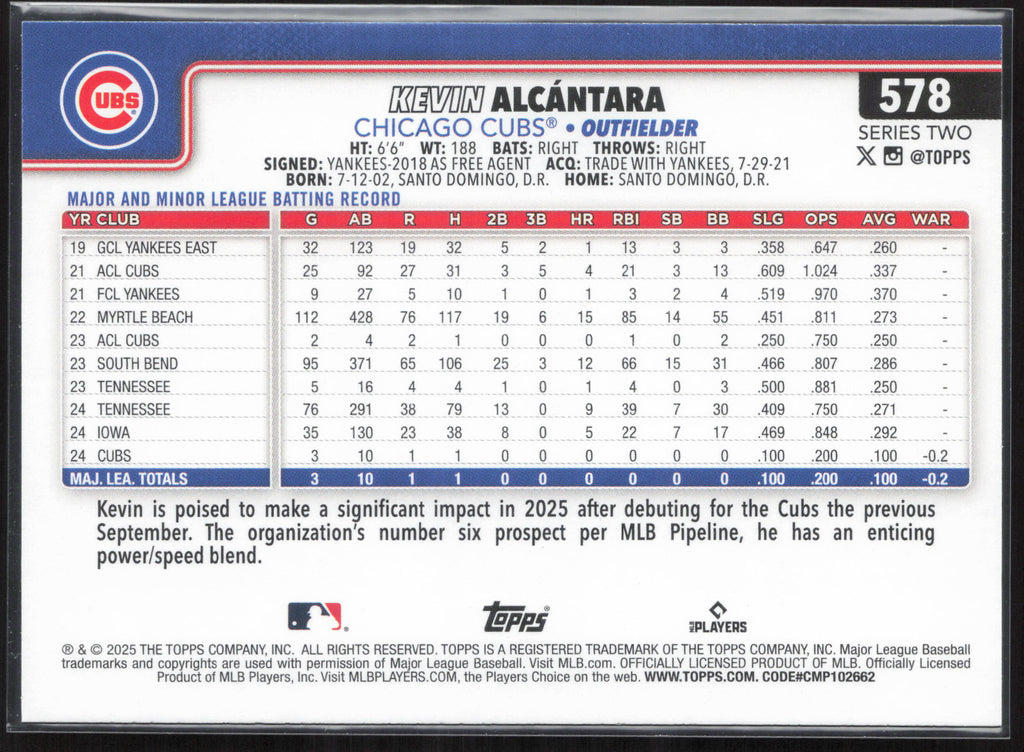 CUBS
KEVIN ALCÁNTARA
578
CHICAGO CUBS® • OUTFIELDER
SERIES TWO
HT: 6'6" WT: 188 BATS: RIGHT THROWS: RIGHT
@TOPPS
SIGNED: YANKEES-2018 AS FREE AGENT ACQ: TRADE WITH YANKEES, 7-29-21
BORN: 7-12-02, SANTO DOMINGO, D.R. HOME: SANTO DOMINGO, D.R.
MAJOR AND MINOR LEAGUE BATTING RECORD
YR CLUB G AB R H 2B 3B HR RBI SB BB SLG OPS AVG WAR
19 GCL YANKEES EAST 32 123 19 32 5 2 1 13 3 3 .358 .647 .260 -
21 ACL CUBS 25 92 27 31 3 5 4 21 3 13 .609 1.024 .337 -
21 FCL YANKEES 9 27 5 10 1 0 1 3 2 4 .519 .970 .370 -
22 MYRTLE BEACH 112 428 76 117 19 6 15 85 14 55 .451 .811 .273 -
23 ACL CUBS 2 4 2 1 0 0 0 1 0 2 .250 .750 .250 -
23 SOUTH BEND 95 371 65 106 25 3 12 66 15 31 .466 .807 .286 -
23 TENNESSEE 5 16 4 4 1 0 1 4 0 3 .500 .881 .250 -
24 TENNESSEE 76 291 38 79 13 0 9 39 7 30 .409 .750 .271 -
24 IOWA 35 130 23 38 8 0 5 22 7 17 .469 .848 .292 -
24 CUBS 3 10 1 1 0 0 0 0 0 0 .100 .200 .100 -0.2
MAJ. LEA. TOTALS 3 10 1 1 0 0 0 0 0 0 .100 .200 .100 -0.2
Kevin is poised to make a significant impact in 2025 after debuting for the Cubs the previous
September. The organization's number six prospect per MLB Pipeline, he has an enticing
power/speed blend.
Topps®
MLB PLAYERS
® & © 2025 THE TOPPS COMPANY, INC. ALL RIGHTS RESERVED. TOPPS IS A REGISTERED TRADEMARK OF THE TOPPS COMPANY, INC. Major League Baseball
trademarks and copyrights are used with permission of Major League Baseball. Visit MLB.com. OFFICIALLY LICENSED PRODUCT OF MLB. Officially Licensed
Product of MLB Players, Inc. Visit MLBPLAYERS.COM, the Players Choice on the web. WWW.TOPPS.COM. CODE#CMP102662